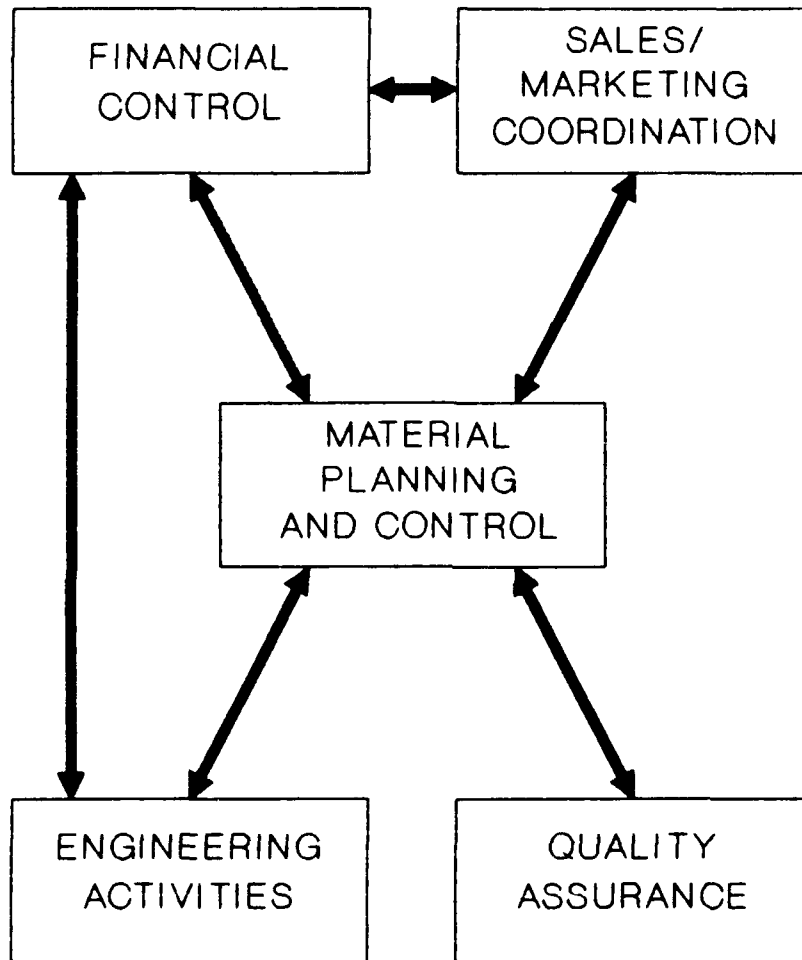 FINANCIAL
CONTROL
SALES/
MARKETING
COORDINATION
MATERIAL
PLANNING
AND CONTROL
ENGINEERING
ACTIVITIES
QUALITY
ASSURANCE